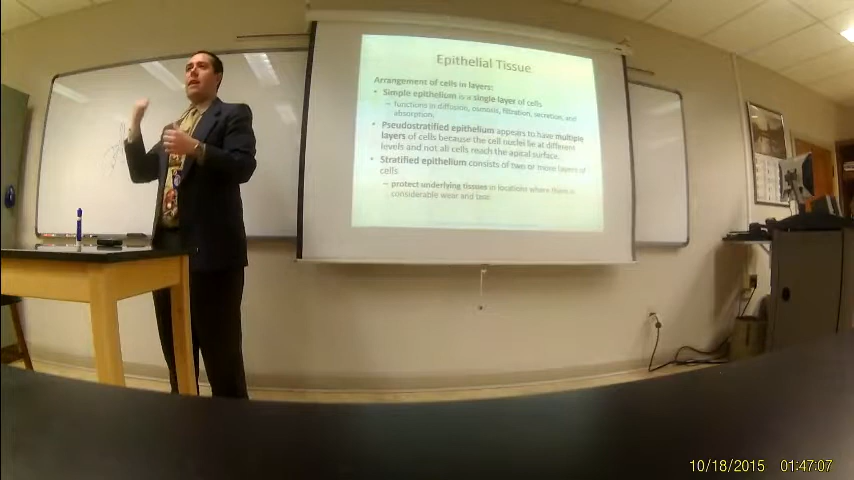 Epithelial Tissue
Arrangement of cells in layers:
• Simple epithelium is a single layer of cells
– functions in diffusion, osmosis, filtration, secretion, and
absorption.
• Pseudostratified epithelium appears to have multiple
layers of cells because the cell nuclei lie at different
levels and not all cells reach the apical surface.
• Stratified epithelium consists of two or more layers of
cells
– protect underlying tissues in locations where there is
considerable wear and tear.
10/18/2015 01:47:07